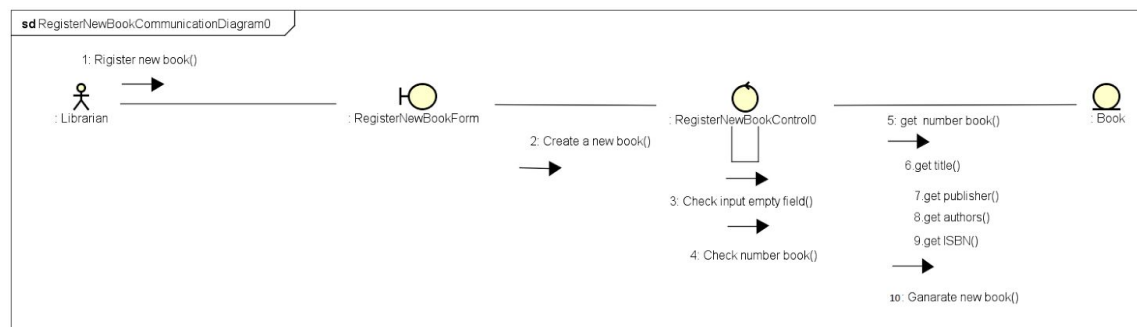 sd RegisterNewBookCommunicationDiagram0
1: Rigister new book()
: Librarian
: RegisterNewBookForm
: RegisterNewBookControl0
: Book
2: Create a new book()
3: Check input empty field()
4: Check number book()
5: get number book()
6.get title()
7.get publisher()
8.get authors()
9.get ISBN()
10: Ganarate new book()